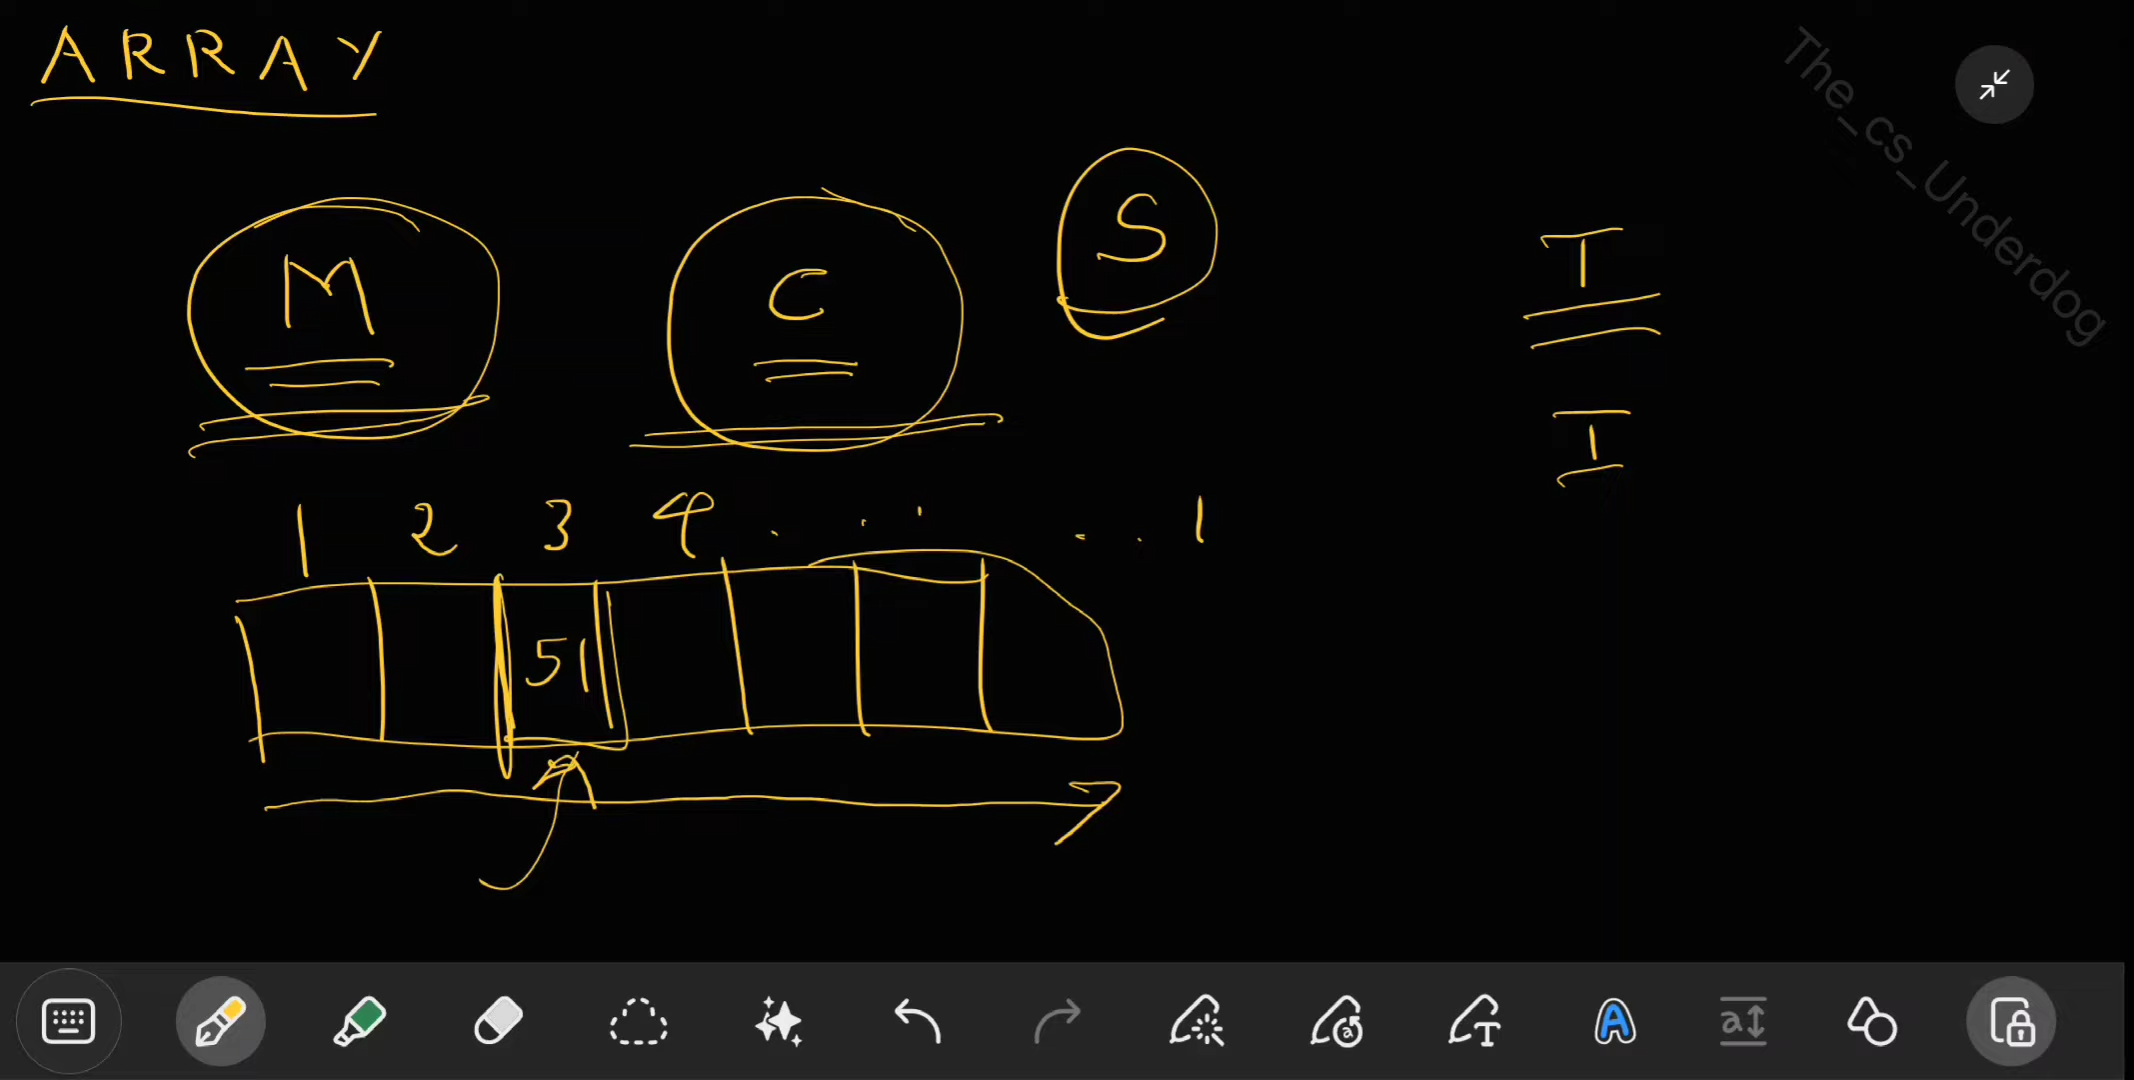 ARRAY
The_cs_Underdog
M C S T
I
1 2 3 4 . . . . . 1
51